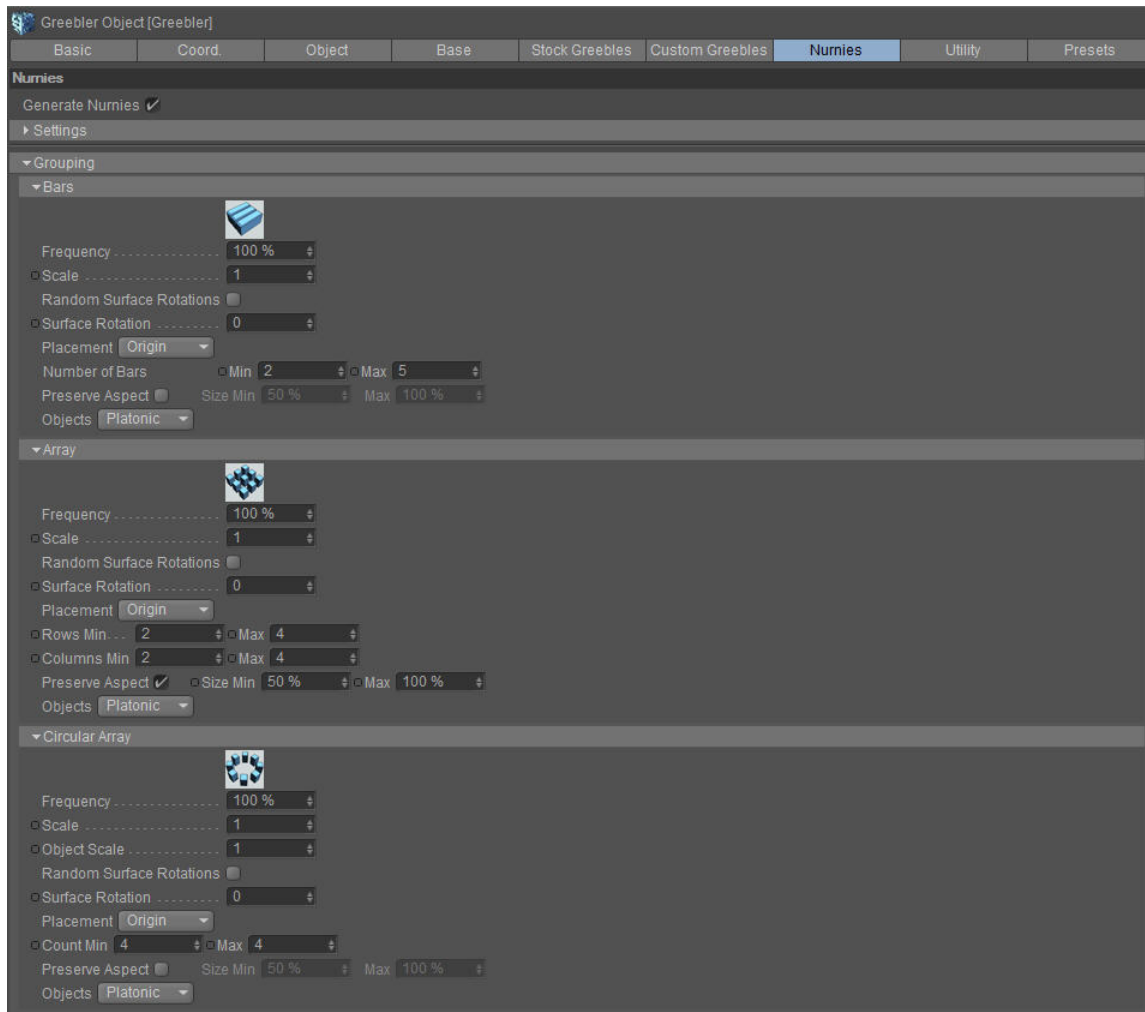 Greebler Object [Greebler]
Basic Coord. Object Base Stock Greebles Custom Greebles Nurnies Utility Presets
Nurnies
Generate Nurnies
Settings
Grouping
Bars
Frequency 100 %
Scale 1
Random Surface Rotations
Surface Rotation 0
Placement Origin
Number of Bars Min 2 Max 5
Preserve Aspect Size Min 50 % Max 100 %
Objects Platonic
Array
Frequency 100 %
Scale 1
Random Surface Rotations
Surface Rotation 0
Placement Origin
Rows Min 2 Max 4
Columns Min 2 Max 4
Preserve Aspect Size Min 50 % Max 100 %
Objects Platonic
Circular Array
Frequency 100 %
Scale 1
Object Scale 1
Random Surface Rotations
Surface Rotation 0
Placement Origin
Count Min 4 Max 4
Preserve Aspect Size Min 50 % Max 100 %
Objects Platonic